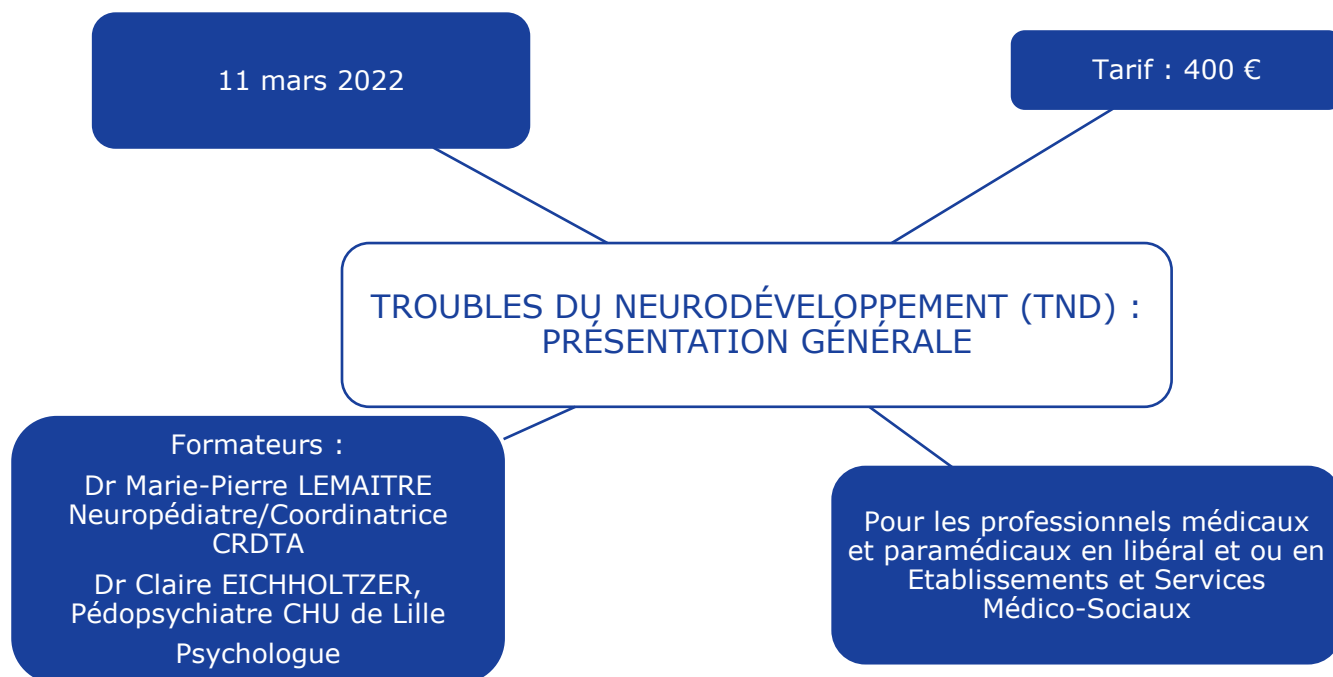 11 mars 2022
Tarif : 400 €
TROUBLES DU NEURODÉVELOPPEMENT (TND) :
PRÉSENTATION GÉNÉRALE
Formateurs :
Dr Marie-Pierre LEMAITRE
Neuropédiatre/Coordinatrice
CRDTA
Dr Claire EICHHOLTZER,
Pédopsychiatre CHU de Lille
Psychologue
Pour les professionnels médicaux
et paramédicaux en libéral et ou en
Etablissements et Services
Médico-Sociaux